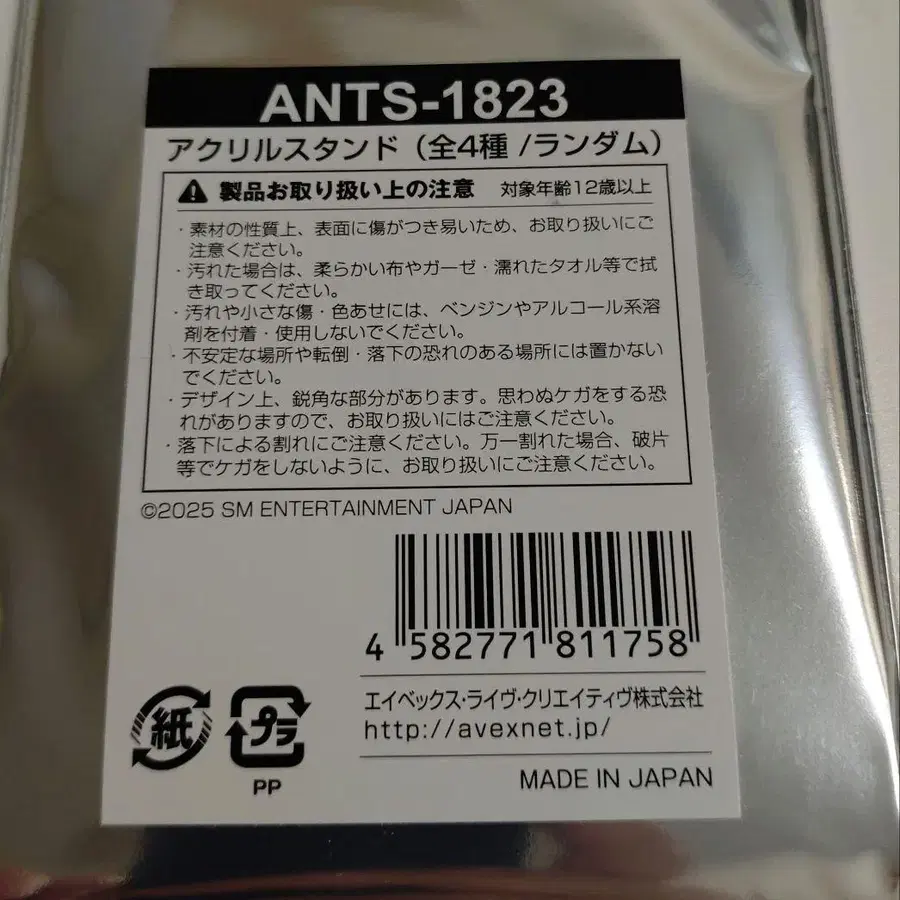 ANTS-1823
アクリルスタンド（全4種 /ランダム）
製品お取り扱い上の注意 対象年齢12歳以上
・素材の性質上、表面に傷がつき易いため、お取り扱いにご
注意ください。
・汚れた場合は、柔らかい布やガーゼ・濡れたタオル等で拭
き取ってください。
・汚れや小さな傷・色あせには、ベンジンやアルコール系溶
剤を付着・使用しないでください。
・不安定な場所や転倒・落下の恐れのある場所には置かない
でください。
・デザイン上、鋭角な部分があります。思わぬケガをする恐
れがありますので、お取り扱いにはご注意ください。
・落下による割れにご注意ください。万一割れた場合、破片
等でケガをしないように、お取り扱いにご注意ください。
©2025 SM ENTERTAINMENT JAPAN
4 582771 811758
エイベックス・ライヴ・クリエイティヴ株式会社
http://avexnet.jp/
紙 プラ
PP
MADE IN JAPAN